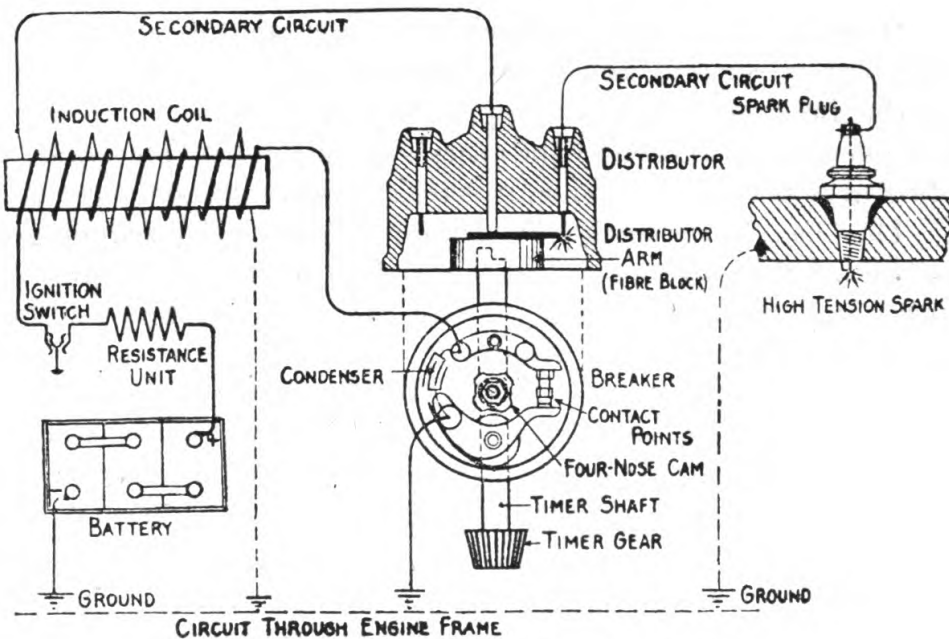 SECONDARY CIRCUIT
SECONDARY CIRCUIT
SPARK PLUG
INDUCTION COIL
DISTRIBUTOR
DISTRIBUTOR
ARM
(FIBRE BLOCK)
HIGH TENSION SPARK
IGNITION
SWITCH
RESISTANCE
UNIT
CONDENSER
BREAKER
CONTACT
POINTS
FOUR-NOSE CAM
BATTERY
TIMER SHAFT
TIMER GEAR
GROUND
GROUND
CIRCUIT THROUGH ENGINE FRAME